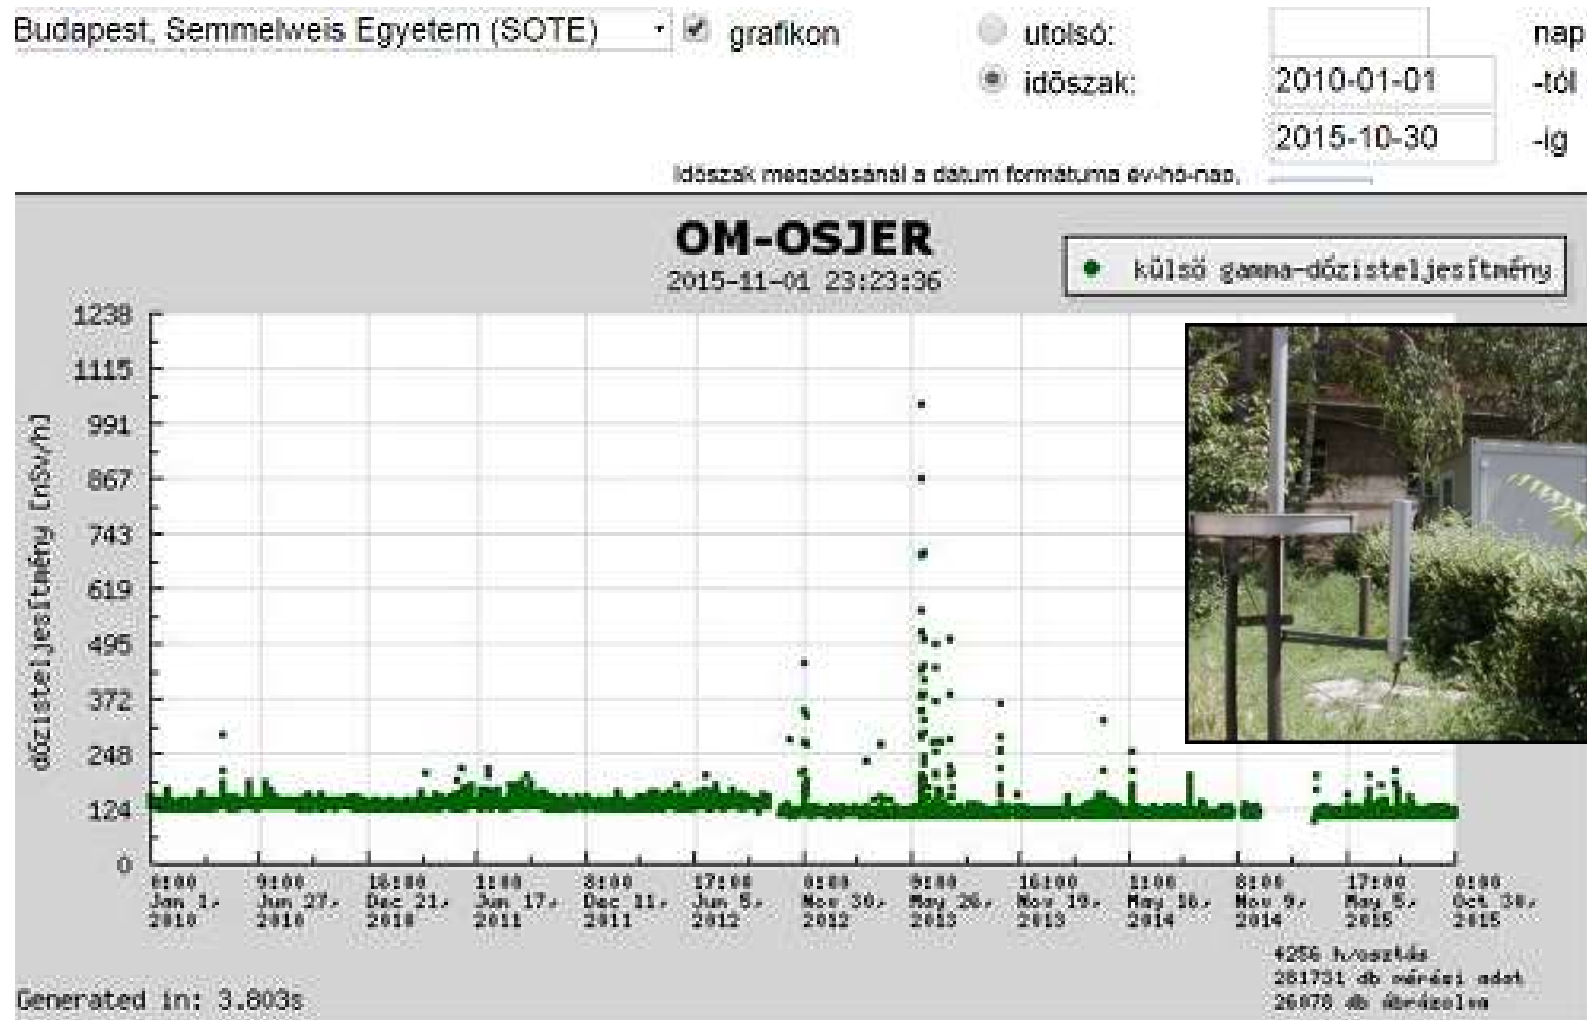 Budapest, Semmelweis Egyetem (SOTE) grafikon utolsó: nap
időszak: 2010-01-01 -tól
2015-10-30 -ig
Időszak megadásánál a dátum formátuma év-hó-nap.
OM-OSJER
2015-11-01 23:23:36
külső gamma-dózisteljesítmény
dózisteljesítmény [nSv/h]
1238
1115
991
867
743
619
495
372
248
124
0
0:00 9:00 16:00 1:00 8:00 17:00 0:00 9:00 16:00 1:00 8:00 17:00 0:00
Jan 1, Jun 27, Dec 21, Jun 17, Dec 11, Jun 5, Nov 30, May 26, Nov 19, May 16, Nov 9, May 5, Oct 30,
2010 2010 2010 2011 2011 2012 2012 2013 2013 2014 2014 2015 2015
4256 h/osztás
281731 db mérési adat
26078 db ábrázolva
Generated in: 3.803s